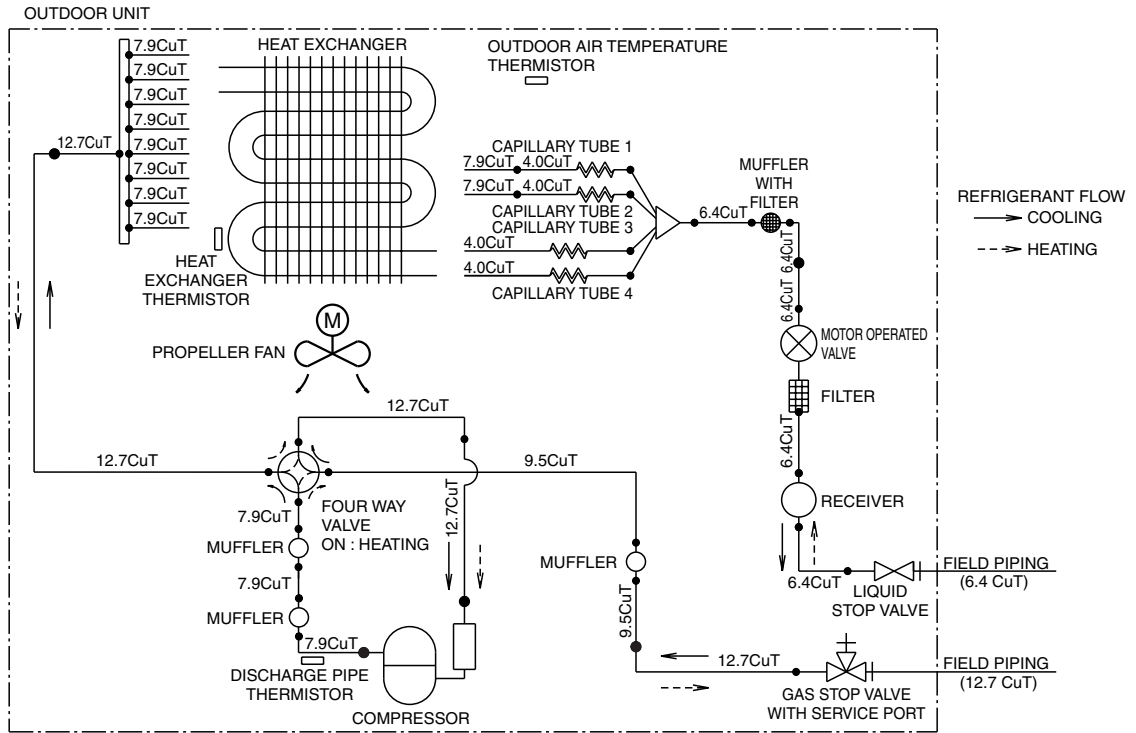 OUTDOOR UNIT
7.9CuT
7.9CuT
7.9CuT
7.9CuT
7.9CuT
7.9CuT
7.9CuT
7.9CuT
12.7CuT
HEAT EXCHANGER
HEAT
EXCHANGER
THERMISTOR
OUTDOOR AIR TEMPERATURE
THERMISTOR
CAPILLARY TUBE 1
7.9CuT 4.0CuT
7.9CuT 4.0CuT
CAPILLARY TUBE 2
CAPILLARY TUBE 3
4.0CuT
4.0CuT
CAPILLARY TUBE 4
6.4CuT
MUFFLER
WITH
FILTER
6.4CuT
6.4CuT
MOTOR OPERATED
VALVE
FILTER
6.4CuT
RECEIVER
6.4CuT
LIQUID
STOP VALVE
FIELD PIPING
(6.4 CuT)
REFRIGERANT FLOW
COOLING
HEATING
M
PROPELLER FAN
12.7CuT
12.7CuT
9.5CuT
12.7CuT
FOUR WAY
VALVE
ON : HEATING
7.9CuT
MUFFLER
7.9CuT
MUFFLER
7.9CuT
DISCHARGE PIPE
THERMISTOR
COMPRESSOR
MUFFLER
9.5CuT
12.7CuT
GAS STOP VALVE
WITH SERVICE PORT
FIELD PIPING
(12.7 CuT)